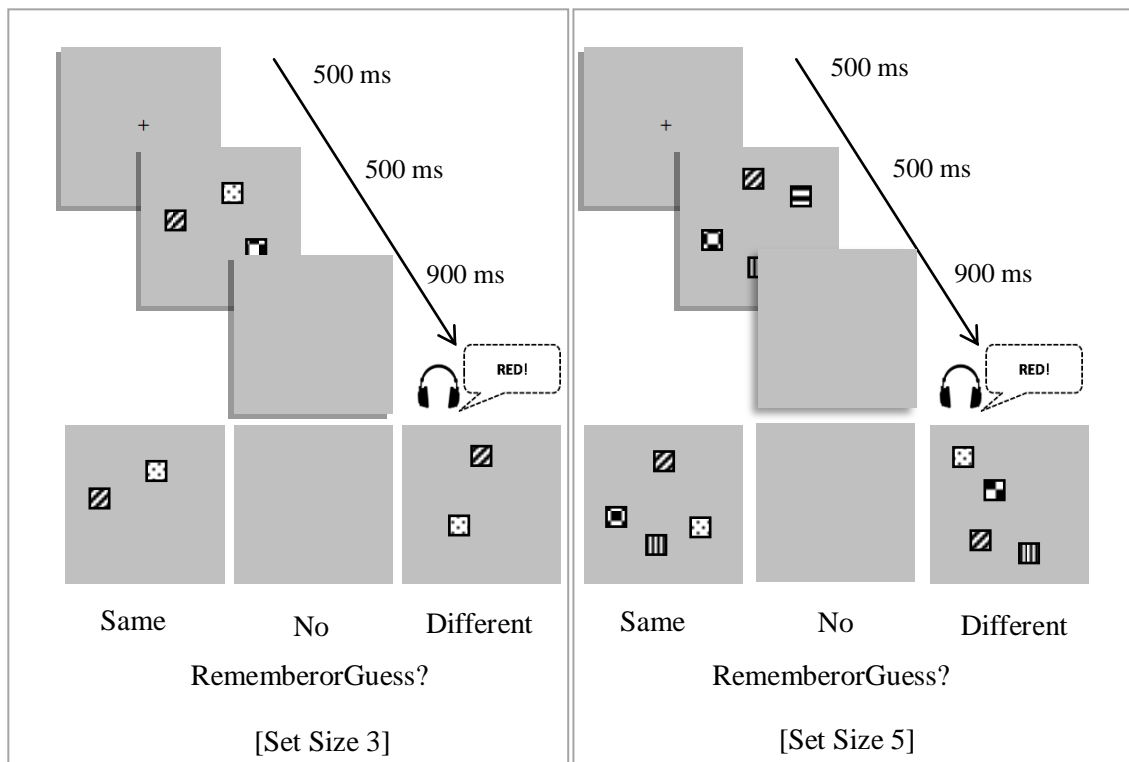 +
500 ms
500 ms
900 ms
RED!
Same
No
Different
RememberorGuess?
[Set Size 3]
+
500 ms
500 ms
900 ms
RED!
Same
No
Different
RememberorGuess?
[Set Size 5]